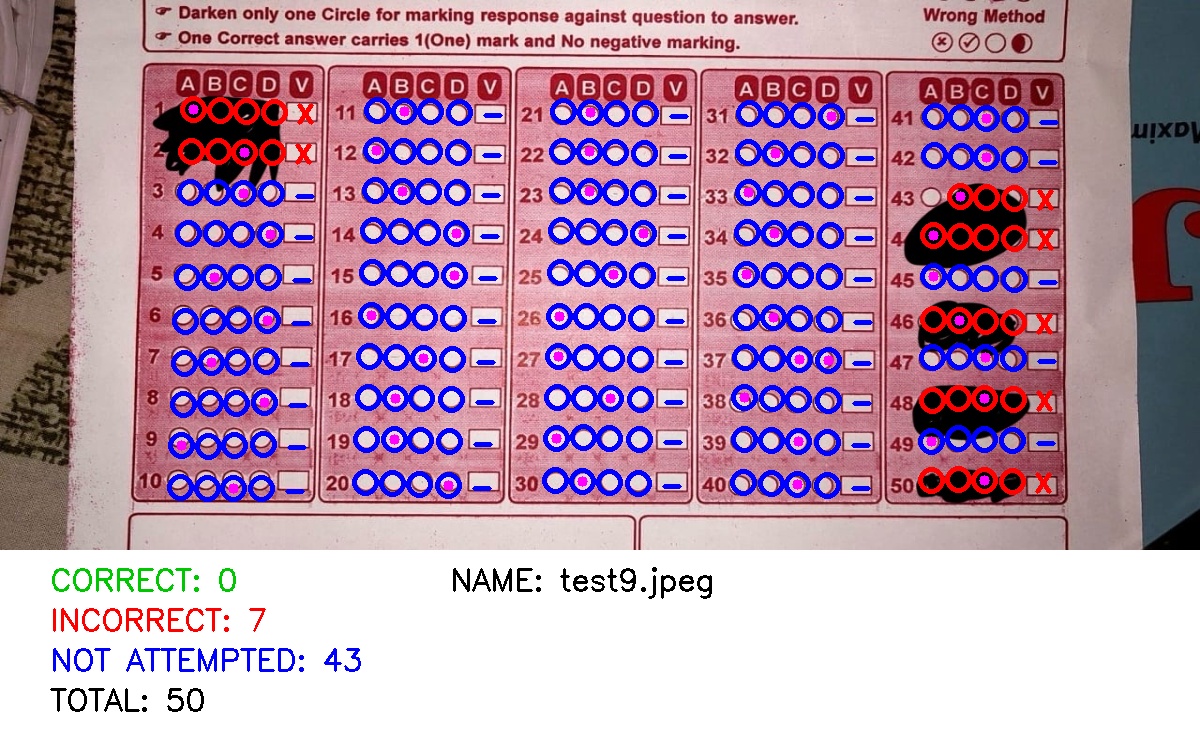 ☞ Darken only one Circle for marking response against question to answer.
☞ One Correct answer carries 1(One) mark and No negative marking.
Wrong Method
A B C D V
1 X
2 X
3 –
4 –
5 –
6 –
7 –
8 –
9 –
10 –
A B C D V
11 –
12 –
13 –
14 –
15 –
16 –
17 –
18 –
19 –
20 –
A B C D V
21 –
22 –
23 –
24 –
25 –
26 –
27 –
28 –
29 –
30 –
A B C D V
31 –
32 –
33 –
34 –
35 –
36 –
37 –
38 –
39 –
40 –
A B C D V
41 –
42 –
43 X
4 X
45 –
46 X
47 –
48 X
49 –
50 X
CORRECT: 0
NAME: test9.jpeg
INCORRECT: 7
NOT ATTEMPTED: 43
TOTAL: 50